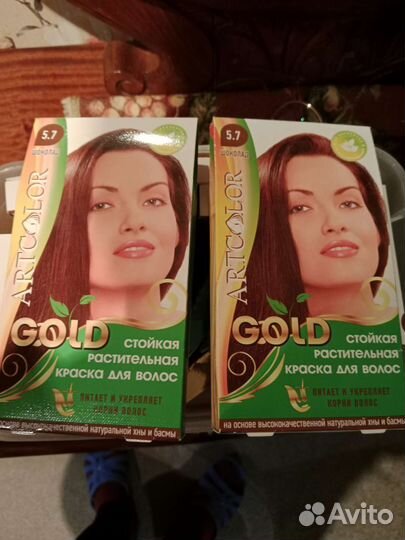 5.7
ШОКОЛАД
ARTCOLOR
GOLD
СТОЙКАЯ
РАСТИТЕЛЬНАЯ
КРАСКА ДЛЯ ВОЛОС
ПИТАЕТ И УКРЕПЛЯЕТ
КОРНИ ВОЛОС
на основе высококачественной натуральной хны и басмы
5.7
ШОКОЛАД
ARTCOLOR
GOLD
СТОЙКАЯ
РАСТИТЕЛЬНАЯ
КРАСКА ДЛЯ ВОЛОС
ПИТАЕТ И УКРЕПЛЯЕТ
КОРНИ ВОЛОС
на основе высококачественной натуральной хны и басмы
Avito